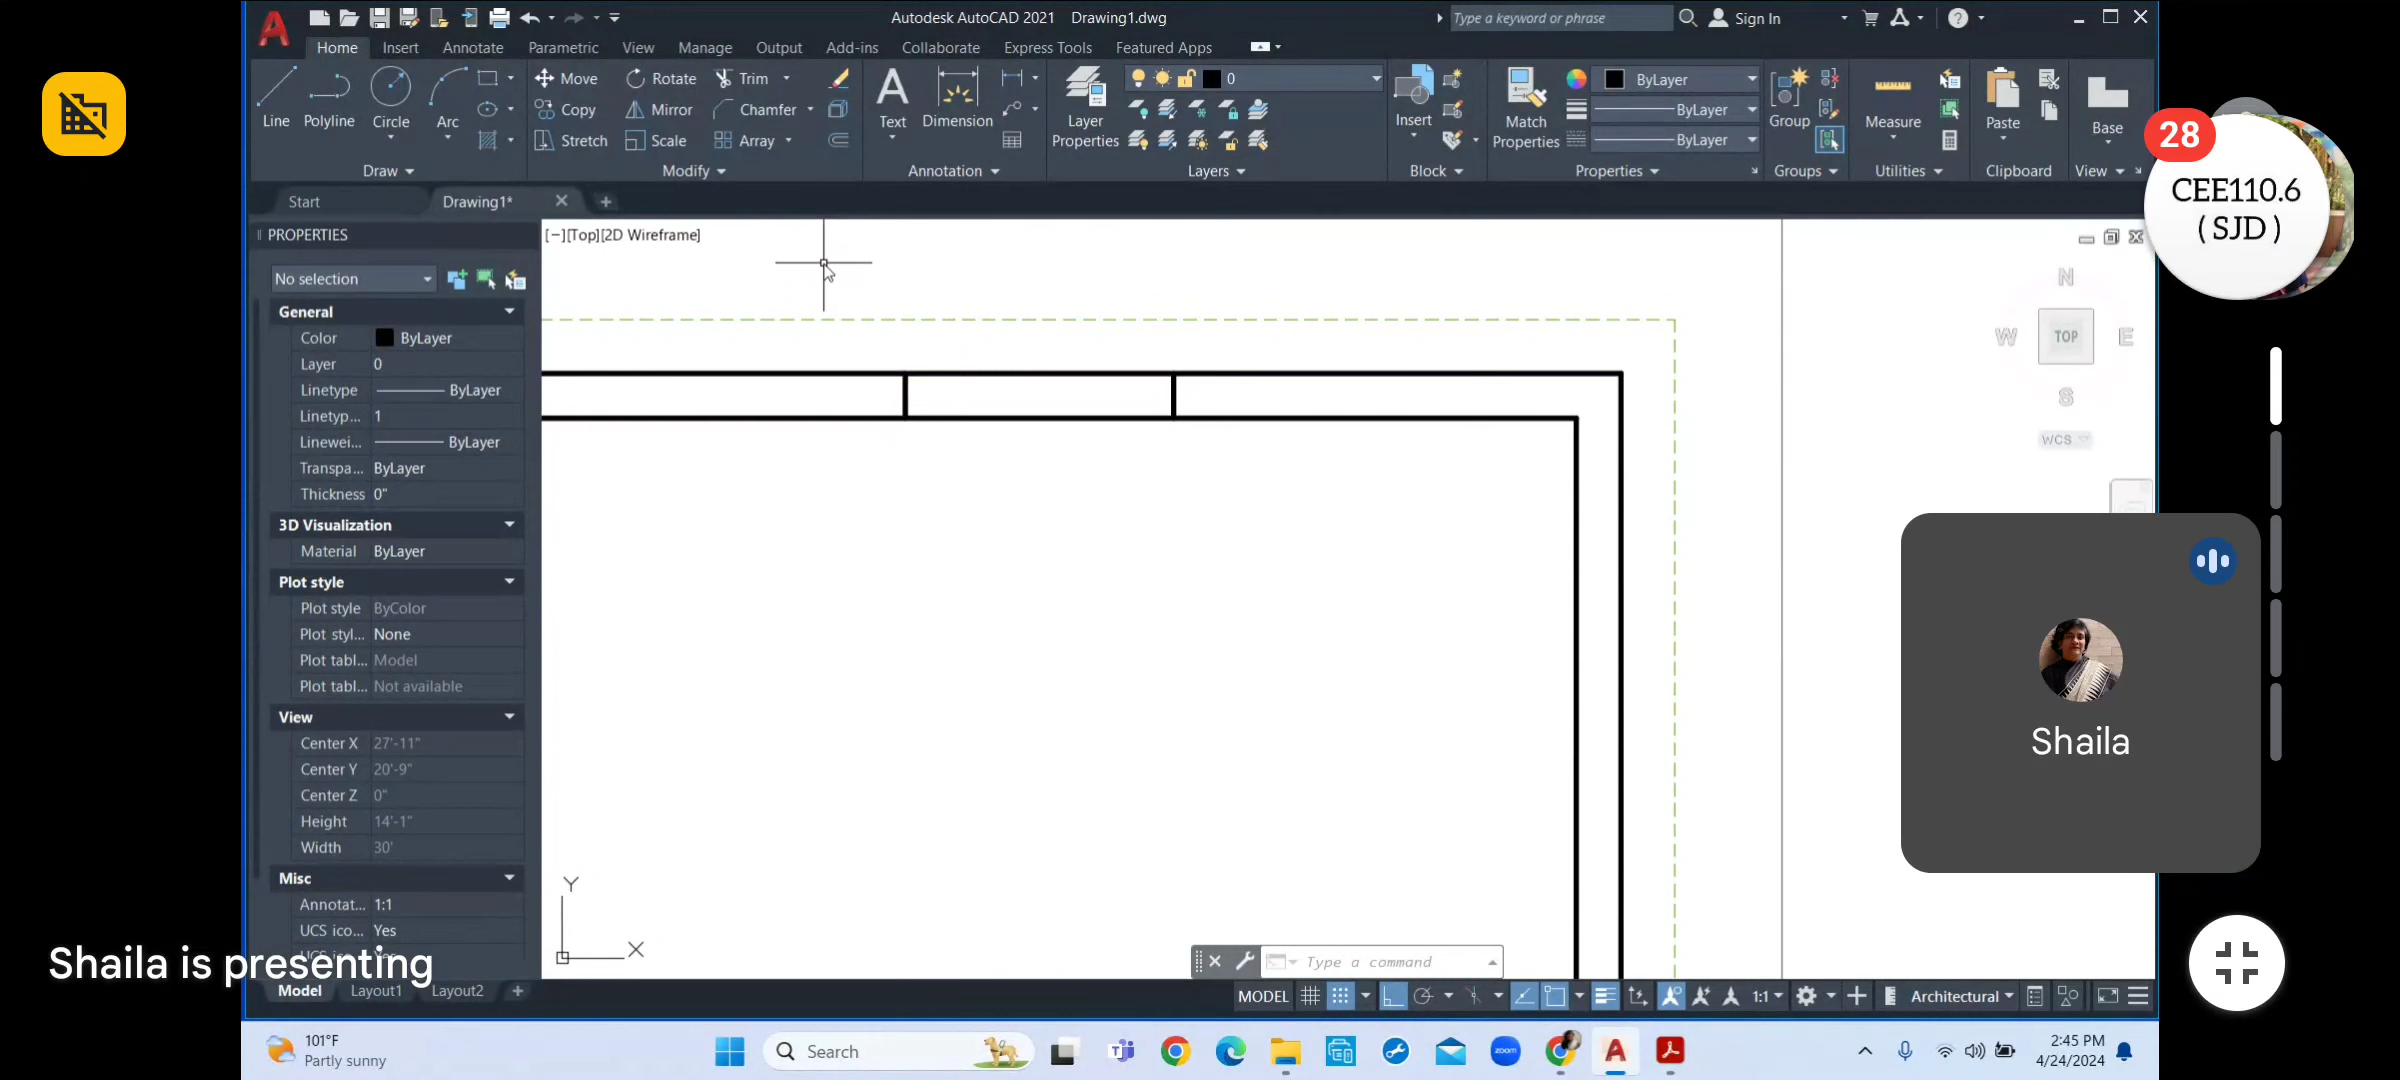 Autodesk AutoCAD 2021 Drawing1.dwg
Type a keyword or phrase
Sign In
Home Insert Annotate Parametric View Manage Output Add-ins Collaborate Express Tools Featured Apps
Line Polyline Circle Arc
Move Rotate Trim
Copy Mirror Chamfer
Stretch Scale Array
Text Dimension
Layer Properties
0
Insert
Match Properties
ByLayer
ByLayer
ByLayer
Group
Measure
Paste
Base
Draw Modify Annotation Layers Block Properties Groups Utilities Clipboard View
Start Drawing1*
28
CEE110.6
( SJD )
PROPERTIES
[−][Top][2D Wireframe]
No selection
General
Color ByLayer
Layer 0
Linetype ByLayer
Linetyp... 1
Linewei... ByLayer
Transpa... ByLayer
Thickness 0"
3D Visualization
Material ByLayer
Plot style
Plot style ByColor
Plot styl... None
Plot tabl... Model
Plot tabl... Not available
View
Center X 27'-11"
Center Y 20'-9"
Center Z 0"
Height 14'-1"
Width 30'
Misc
Annotat... 1:1
UCS ico... Yes
N
W TOP E
S
WCS
Shaila
Y
X
Type a command
Shaila is presenting
Model Layout1 Layout2
MODEL 1:1 Architectural
101°F
Partly sunny
Search
zoom
2:45 PM
4/24/2024